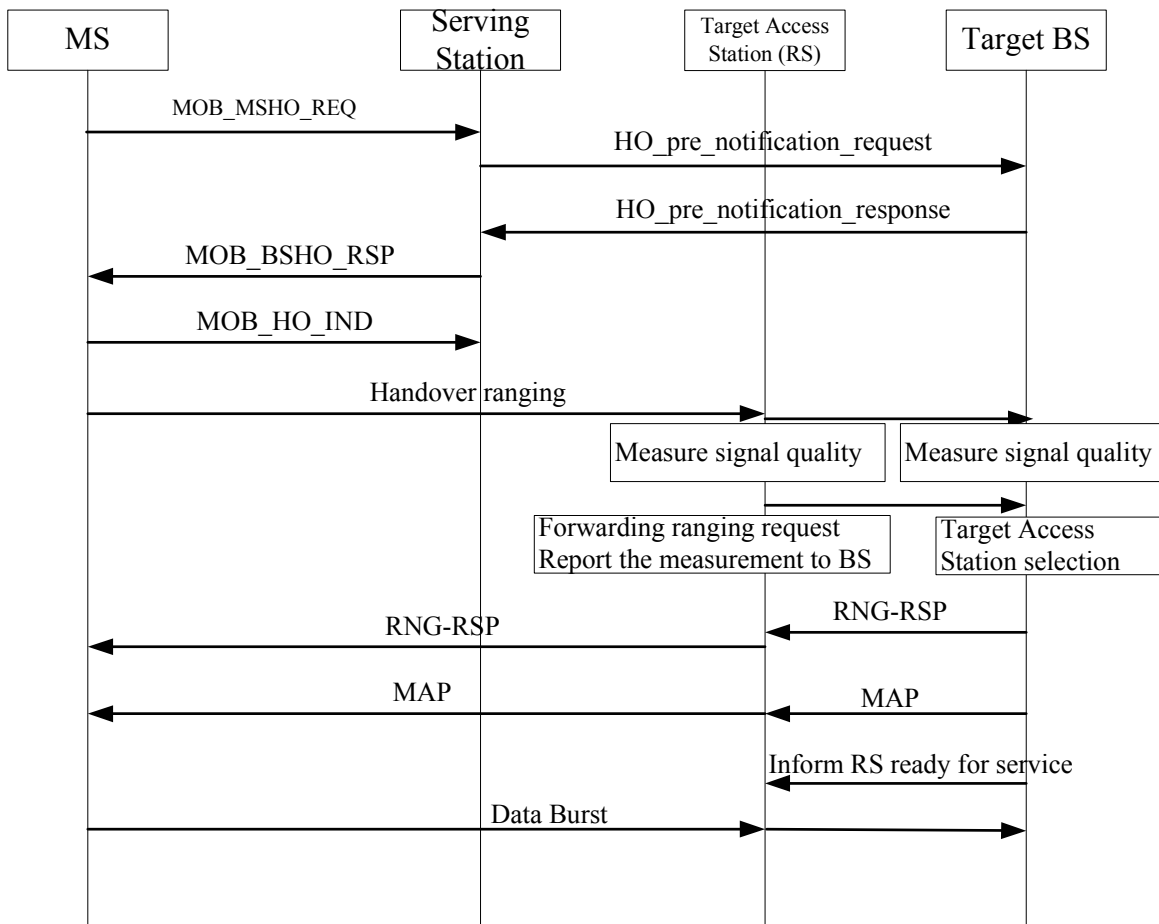 MS
Serving
Station
Target Access
Station (RS)
Target BS
MOB_MSHO_REQ
HO_pre_notification_request
HO_pre_notification_response
MOB_BSHO_RSP
MOB_HO_IND
Handover ranging
Measure signal quality
Measure signal quality
Forwarding ranging request
Report the measurement to BS
Target Access
Station selection
RNG-RSP
RNG-RSP
MAP
MAP
Inform RS ready for service
Data Burst